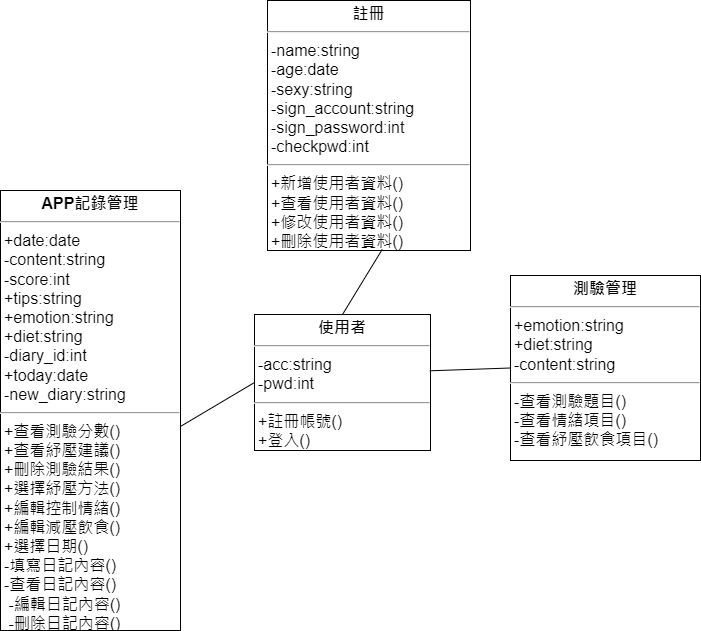 註冊
-name:string
-age:date
-sexy:string
-sign_account:string
-sign_password:int
-checkpwd:int
+新增使用者資料()
+查看使用者資料()
+修改使用者資料()
+刪除使用者資料()
APP記錄管理
+date:date
-content:string
-score:int
+tips:string
+emotion:string
+diet:string
-diary_id:int
+today:date
-new_diary:string
+查看測驗分數()
+查看紓壓建議()
+刪除測驗結果()
+選擇紓壓方法()
+編輯控制情緒()
+編輯減壓飲食()
+選擇日期()
-填寫日記內容()
-查看日記內容()
-編輯日記內容()
-刪除日記內容()
使用者
-acc:string
-pwd:int
+註冊帳號()
+登入()
測驗管理
+emotion:string
+diet:string
-content:string
-查看測驗題目()
-查看情緒項目()
-查看紓壓飲食項目()